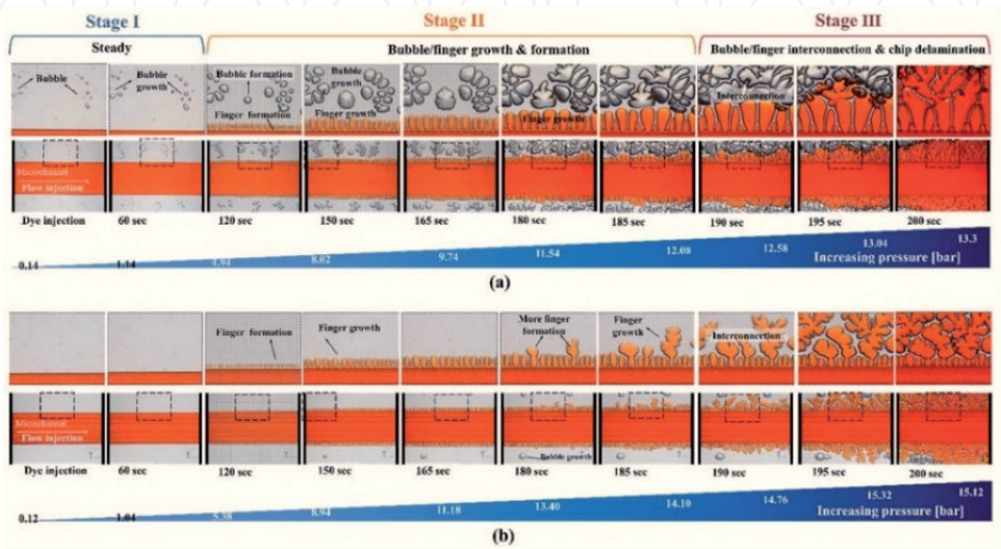 Stage I Stage II Stage III
Steady Bubble/finger growth & formation Bubble/finger interconnection & chip delamination
Bubble
Bubble growth
Bubble formation
Finger formation
Bubble growth
Finger growth
Finger growth
Interconnection
Microchannel
Flow injection
Dye injection 60 sec 120 sec 150 sec 165 sec 180 sec 185 sec 190 sec 195 sec 200 sec
0.14 1.14 4.94 8.02 9.74 11.54 12.08 12.58 13.04 13.3
Increasing pressure [bar]
(a)
Finger formation
Finger growth
More finger formation
Finger growth
Interconnection
Microchannel
Flow injection
Bubble growth
Dye injection 60 sec 120 sec 150 sec 165 sec 180 sec 185 sec 190 sec 195 sec 200 sec
0.12 1.04 5.38 8.94 11.18 13.40 14.10 14.76 15.32 15.12
Increasing pressure [bar]
(b)